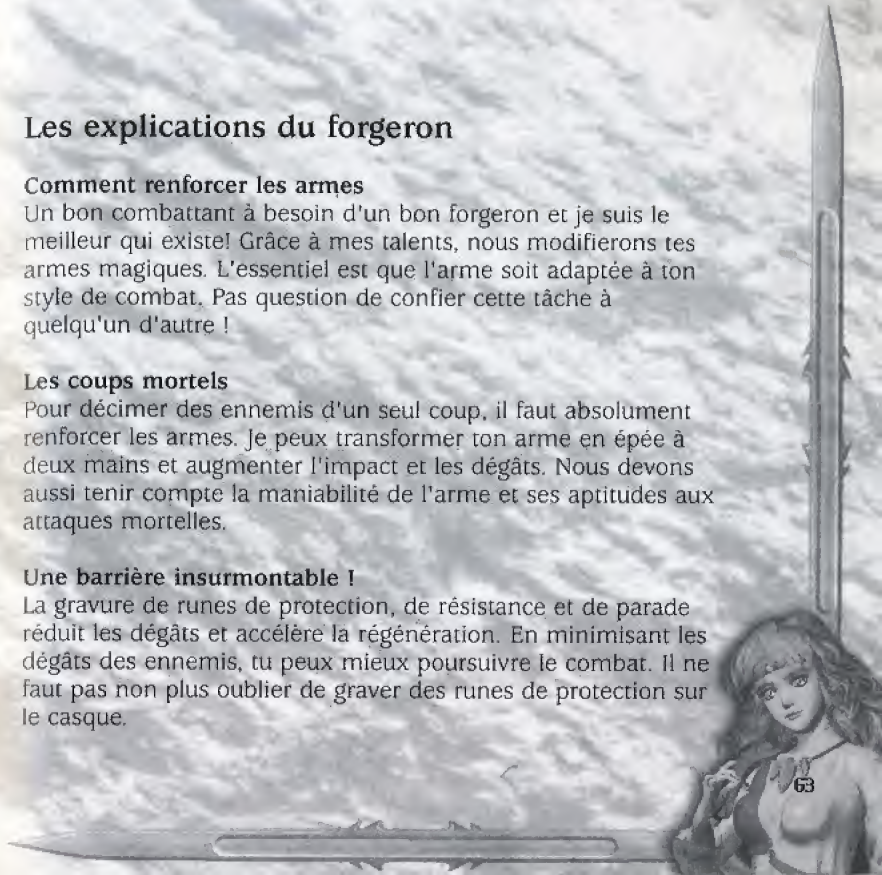 Les explications du forgeron
Comment renforcer les armes
Un bon combattant à besoin d'un bon forgeron et je suis le
meilleur qui existe! Grâce à mes talents, nous modifierons tes
armes magiques. L'essentiel est que l'arme soit adaptée à ton
style de combat. Pas question de confier cette tâche à
quelqu'un d'autre !
Les coups mortels
Pour décimer des ennemis d'un seul coup, il faut absolument
renforcer les armes. Je peux transformer ton arme en épée à
deux mains et augmenter l'impact et les dégâts. Nous devons
aussi tenir compte la maniabilité de l'arme et ses aptitudes aux
attaques mortelles.
Une barrière insurmontable !
La gravure de runes de protection, de résistance et de parade
réduit les dégâts et accélère la régénération. En minimisant les
dégâts des ennemis, tu peux mieux poursuivre le combat. Il ne
faut pas non plus oublier de graver des runes de protection sur
le casque.
63